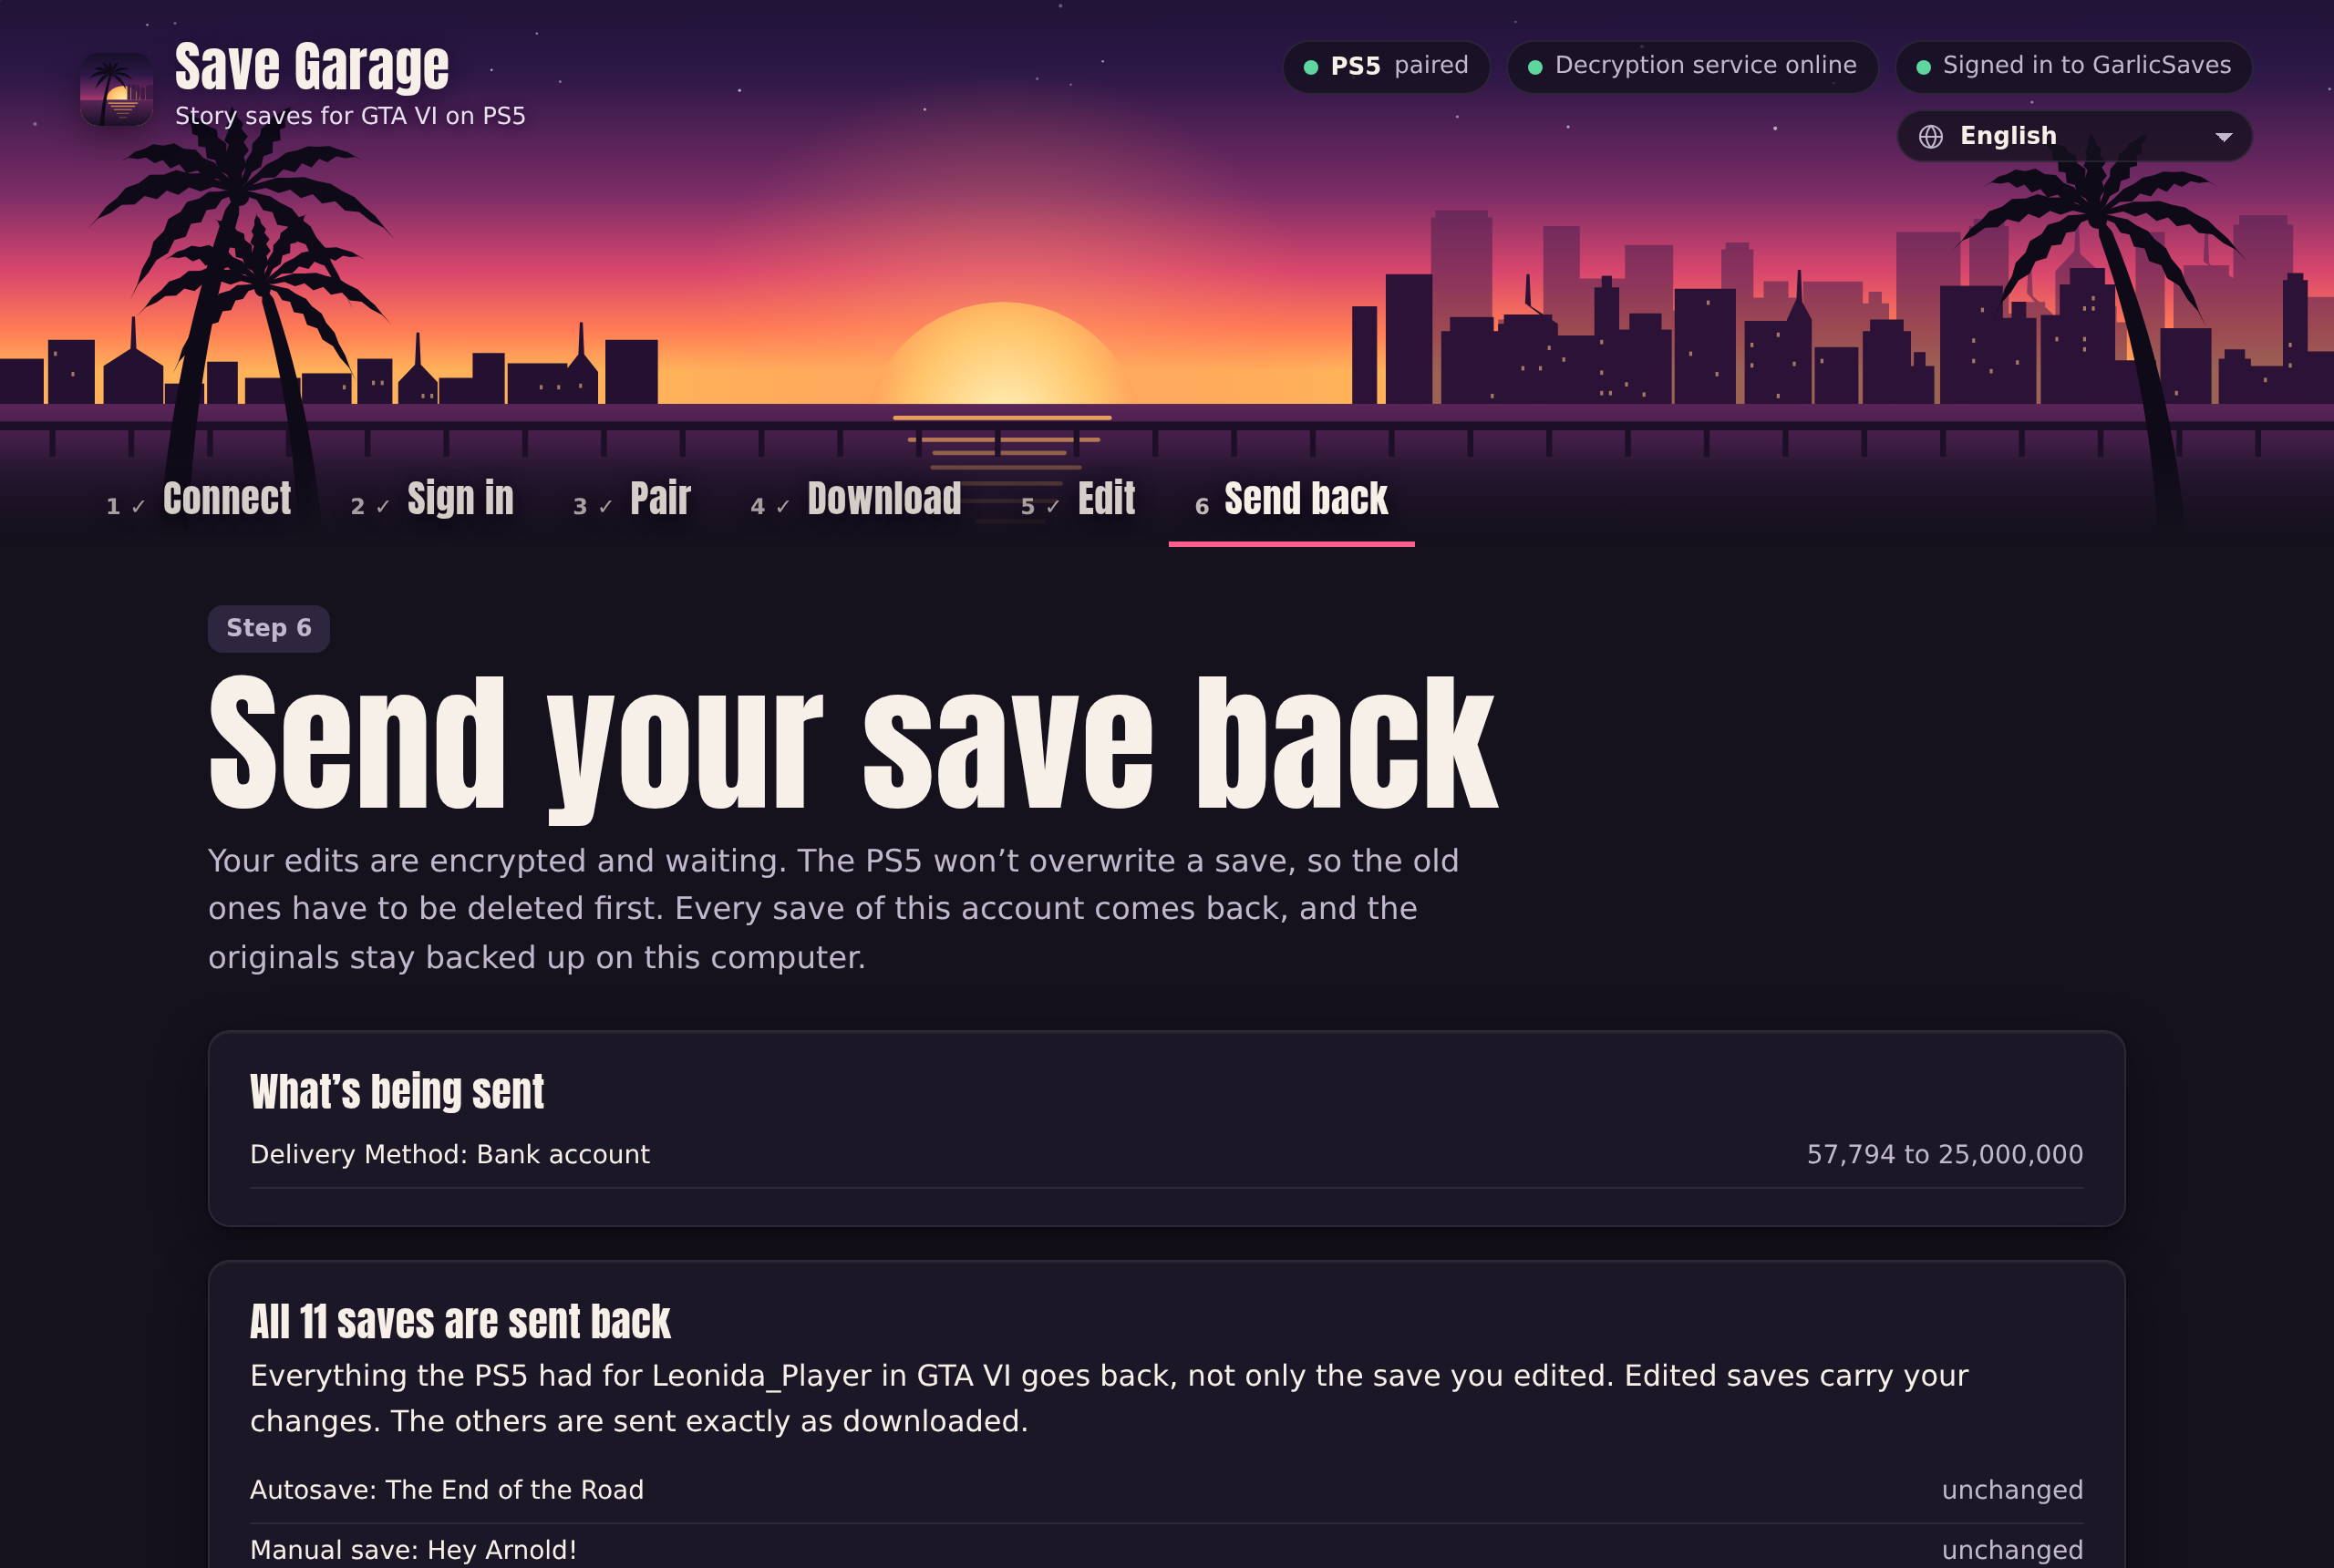 Save Garage
Story saves for GTA VI on PS5
PS5 paired
Decryption service online
Signed in to GarlicSaves
English
1 ✓ Connect
2 ✓ Sign in
3 ✓ Pair
4 ✓ Download
5 ✓ Edit
6 Send back
Step 6
Send your save back
Your edits are encrypted and waiting. The PS5 won’t overwrite a save, so the old
ones have to be deleted first. Every save of this account comes back, and the
originals stay backed up on this computer.
What’s being sent
Delivery Method: Bank account 57,794 to 25,000,000
All 11 saves are sent back
Everything the PS5 had for Leonida_Player in GTA VI goes back, not only the save you edited. Edited saves carry your
changes. The others are sent exactly as downloaded.
Autosave: The End of the Road unchanged
Manual save: Hey Arnold! unchanged